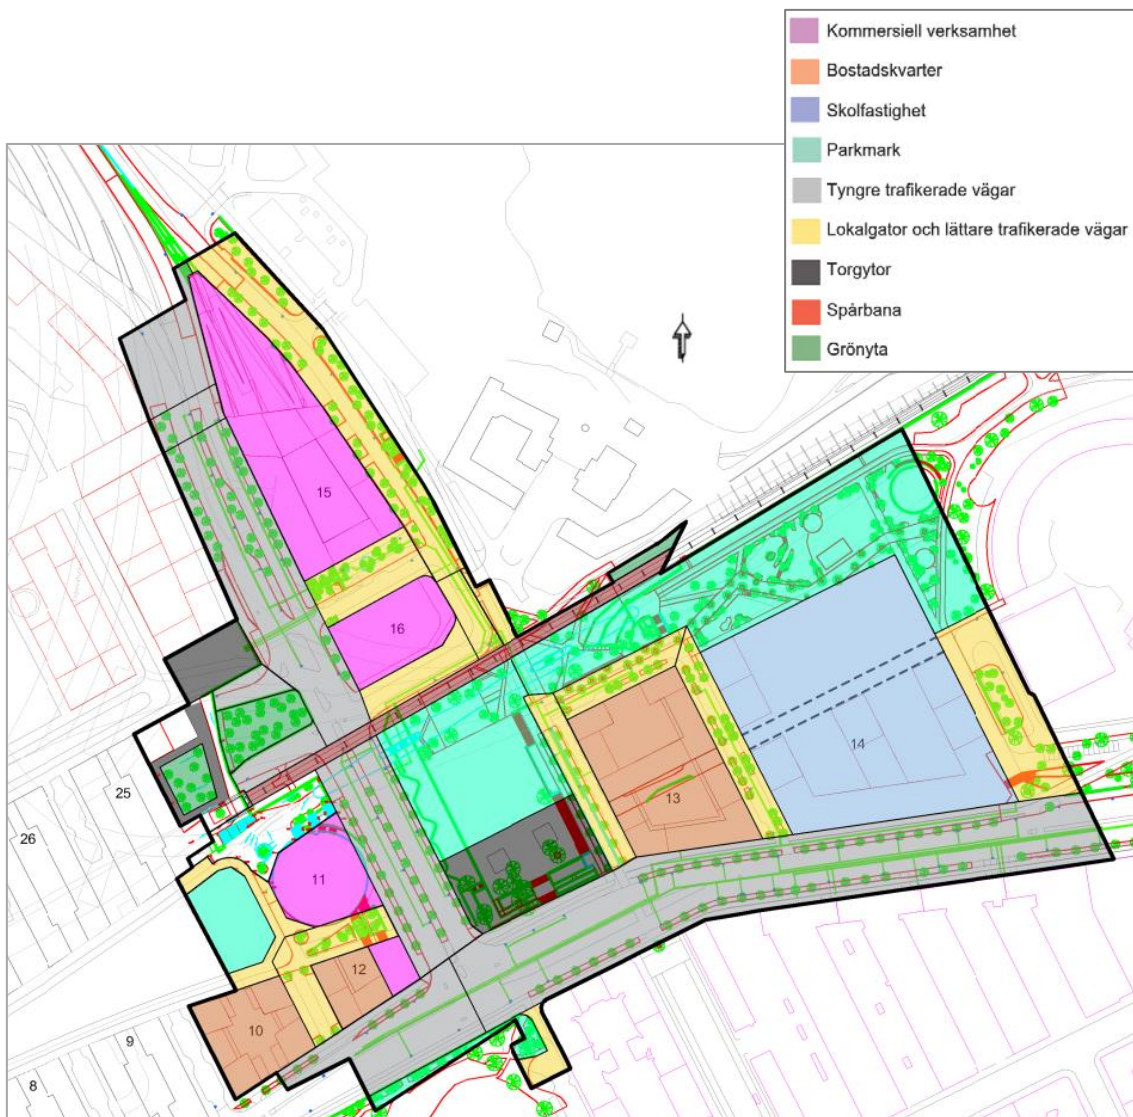 Kommersiell verksamhet
Bostadskvarter
Skolfastighet
Parkmark
Tyngre trafikerade vägar
Lokalgator och lättare trafikerade vägar
Torgytor
Spårbana
Grönyta
15
16
14
13
25
26
11
12
10
9
8